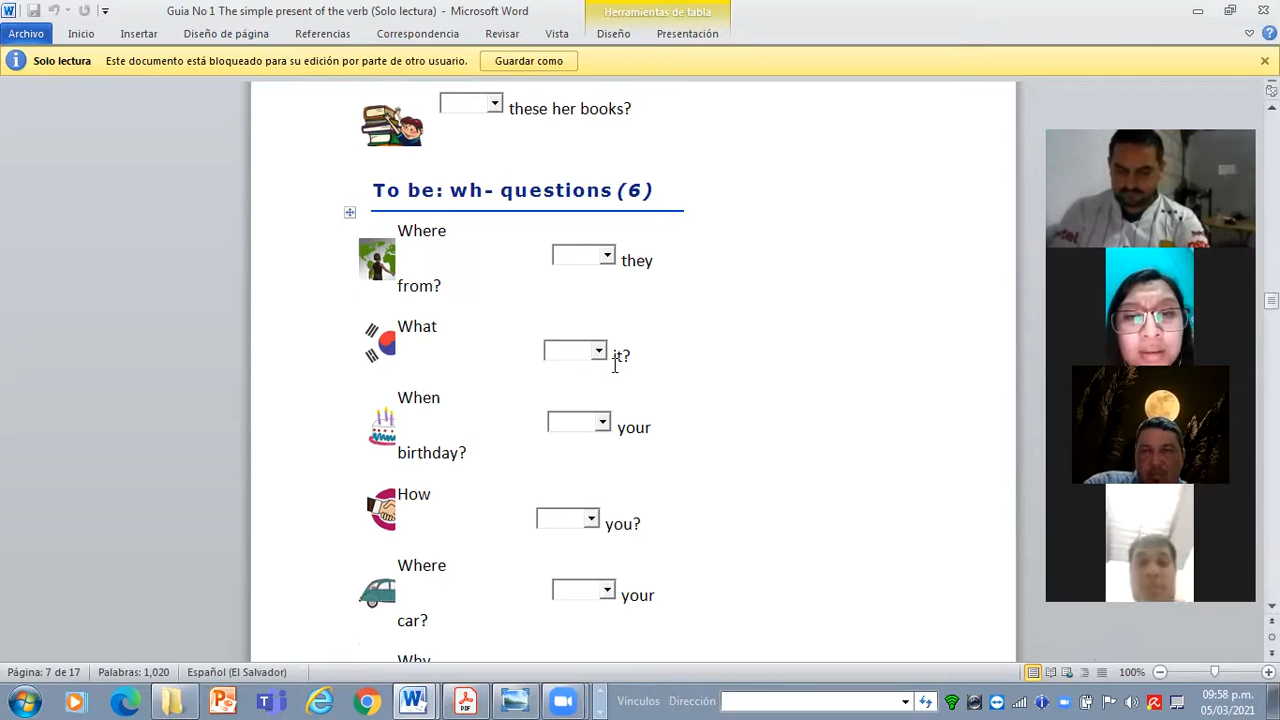 Guia No 1 The simple present of the verb (Solo lectura) - Microsoft Word
Herramientas de tabla
Archivo Inicio Insertar Diseño de página Referencias Correspondencia Revisar Vista Diseño Presentación
Solo lectura Este documento está bloqueado para su edición por parte de otro usuario. Guardar como
these her books?
To be: wh- questions (6)
Where
they
from?
What
it?
When
your
birthday?
How
you?
Where
your
car?
Why
Página: 7 de 17 Palabras: 1,020 Español (El Salvador) 100%
Vínculos Dirección
09:58 p.m.
05/03/2021